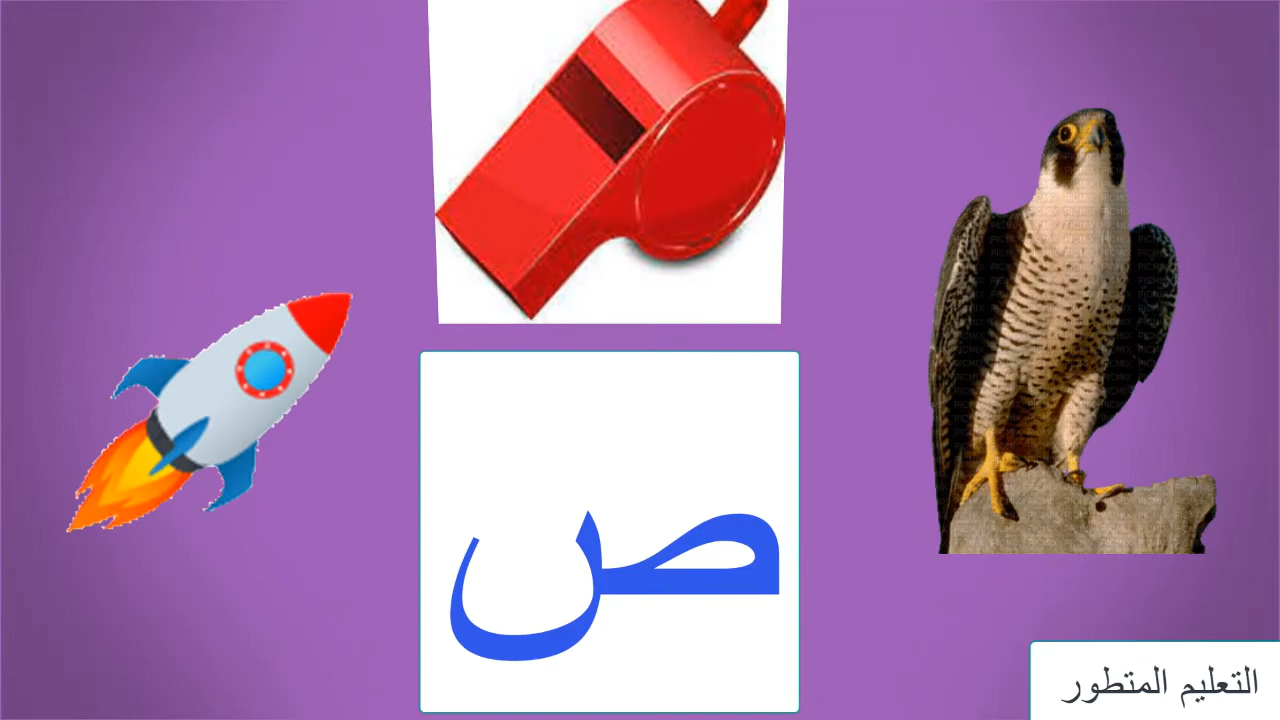 ص
التعليم المتطور